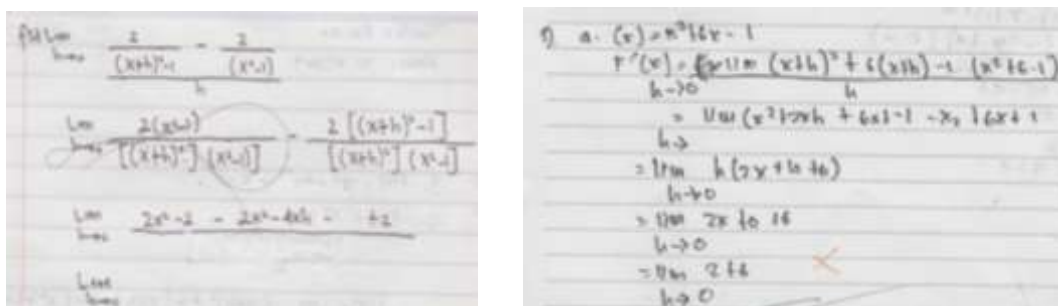 f'(x) Lim
h→0
2/((x+h)²-1) - 2/(x²-1)
h
Lim
h→0
2(x²-1)/[(x+h)²] (x²-1)] - 2[(x+h)²-1]/[(x+h)²] (x²-1]
Lim 2x²-2 - 2x²-4xh - +2
h→0
Lim
h→0
1) a. (x) = x²+6x-1
F'(x) = lim (x+h)² + 6(x+h) - 1 (x²+6-1)
h→0 h
= lim (x²+2xh + 6x)-1
h→
= lim h(2x+h+6)
h→0
= lim 2x to
h→0
= lim 2+6
h→0